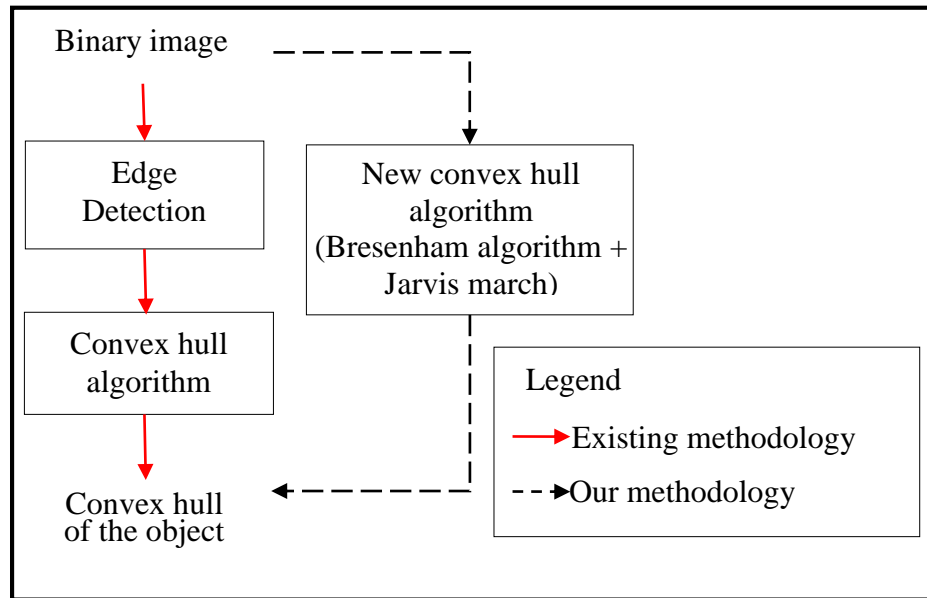 Binary image
Edge
Detection
New convex hull
algorithm
(Bresenham algorithm +
Jarvis march)
Convex hull
algorithm
Convex hull
of the object
Legend
Existing methodology
Our methodology